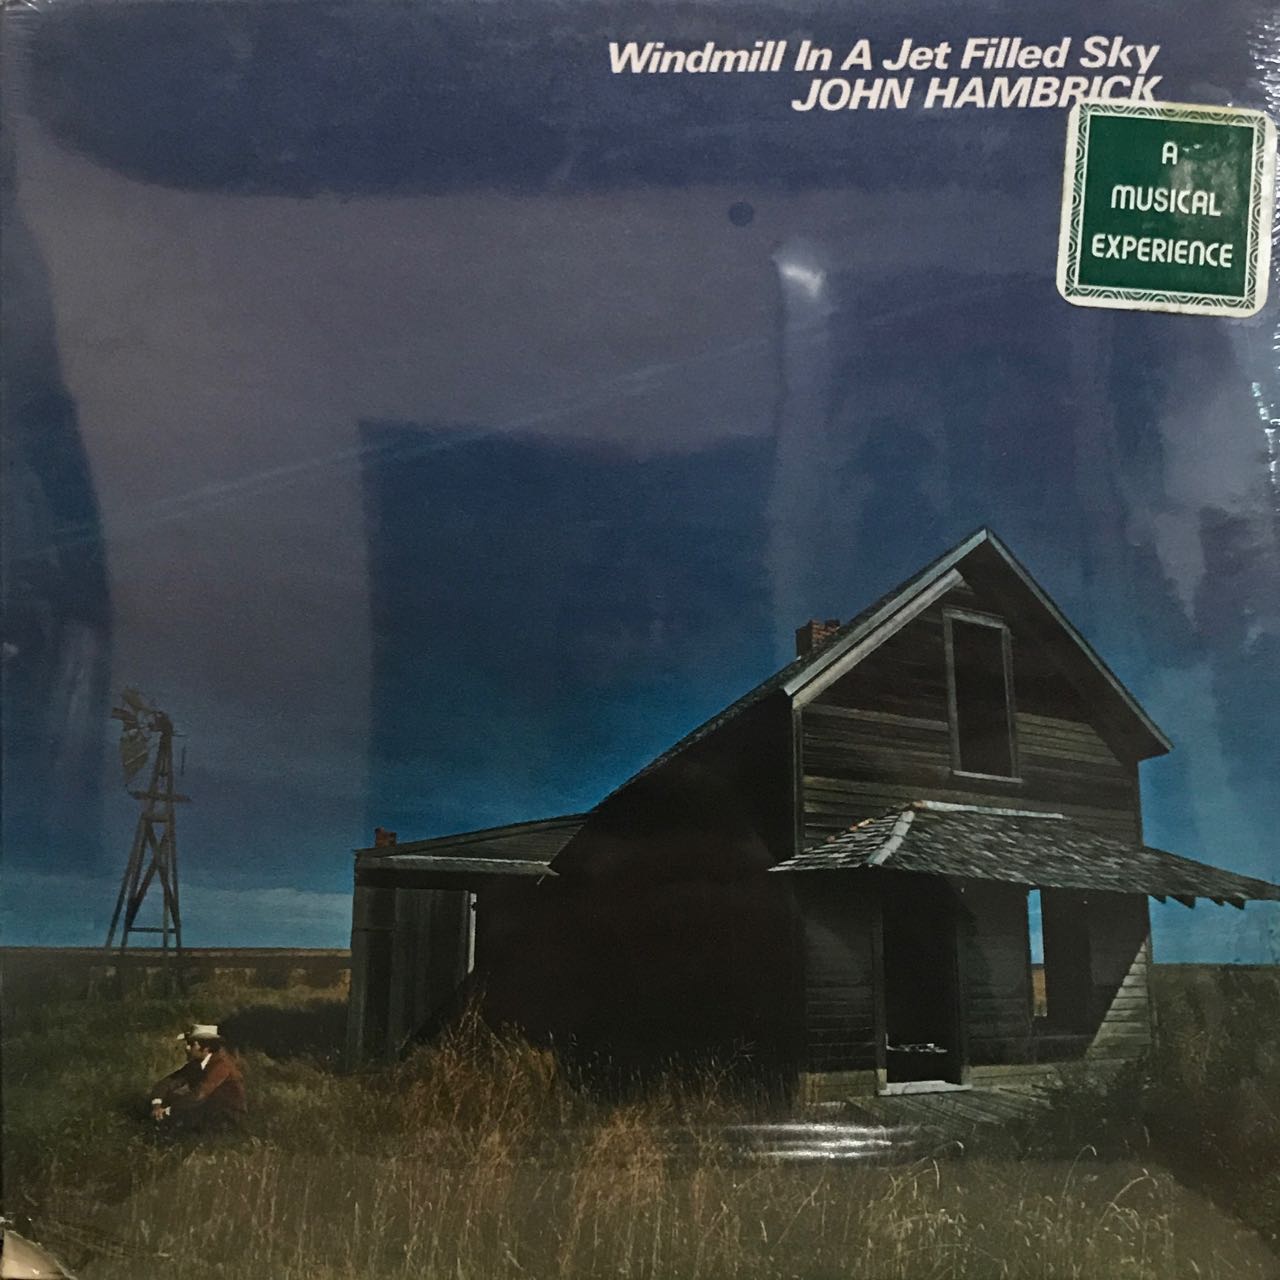 Windmill In A Jet Filled Sky
JOHN HAMBRICK
A
MUSICAL
EXPERIENCE